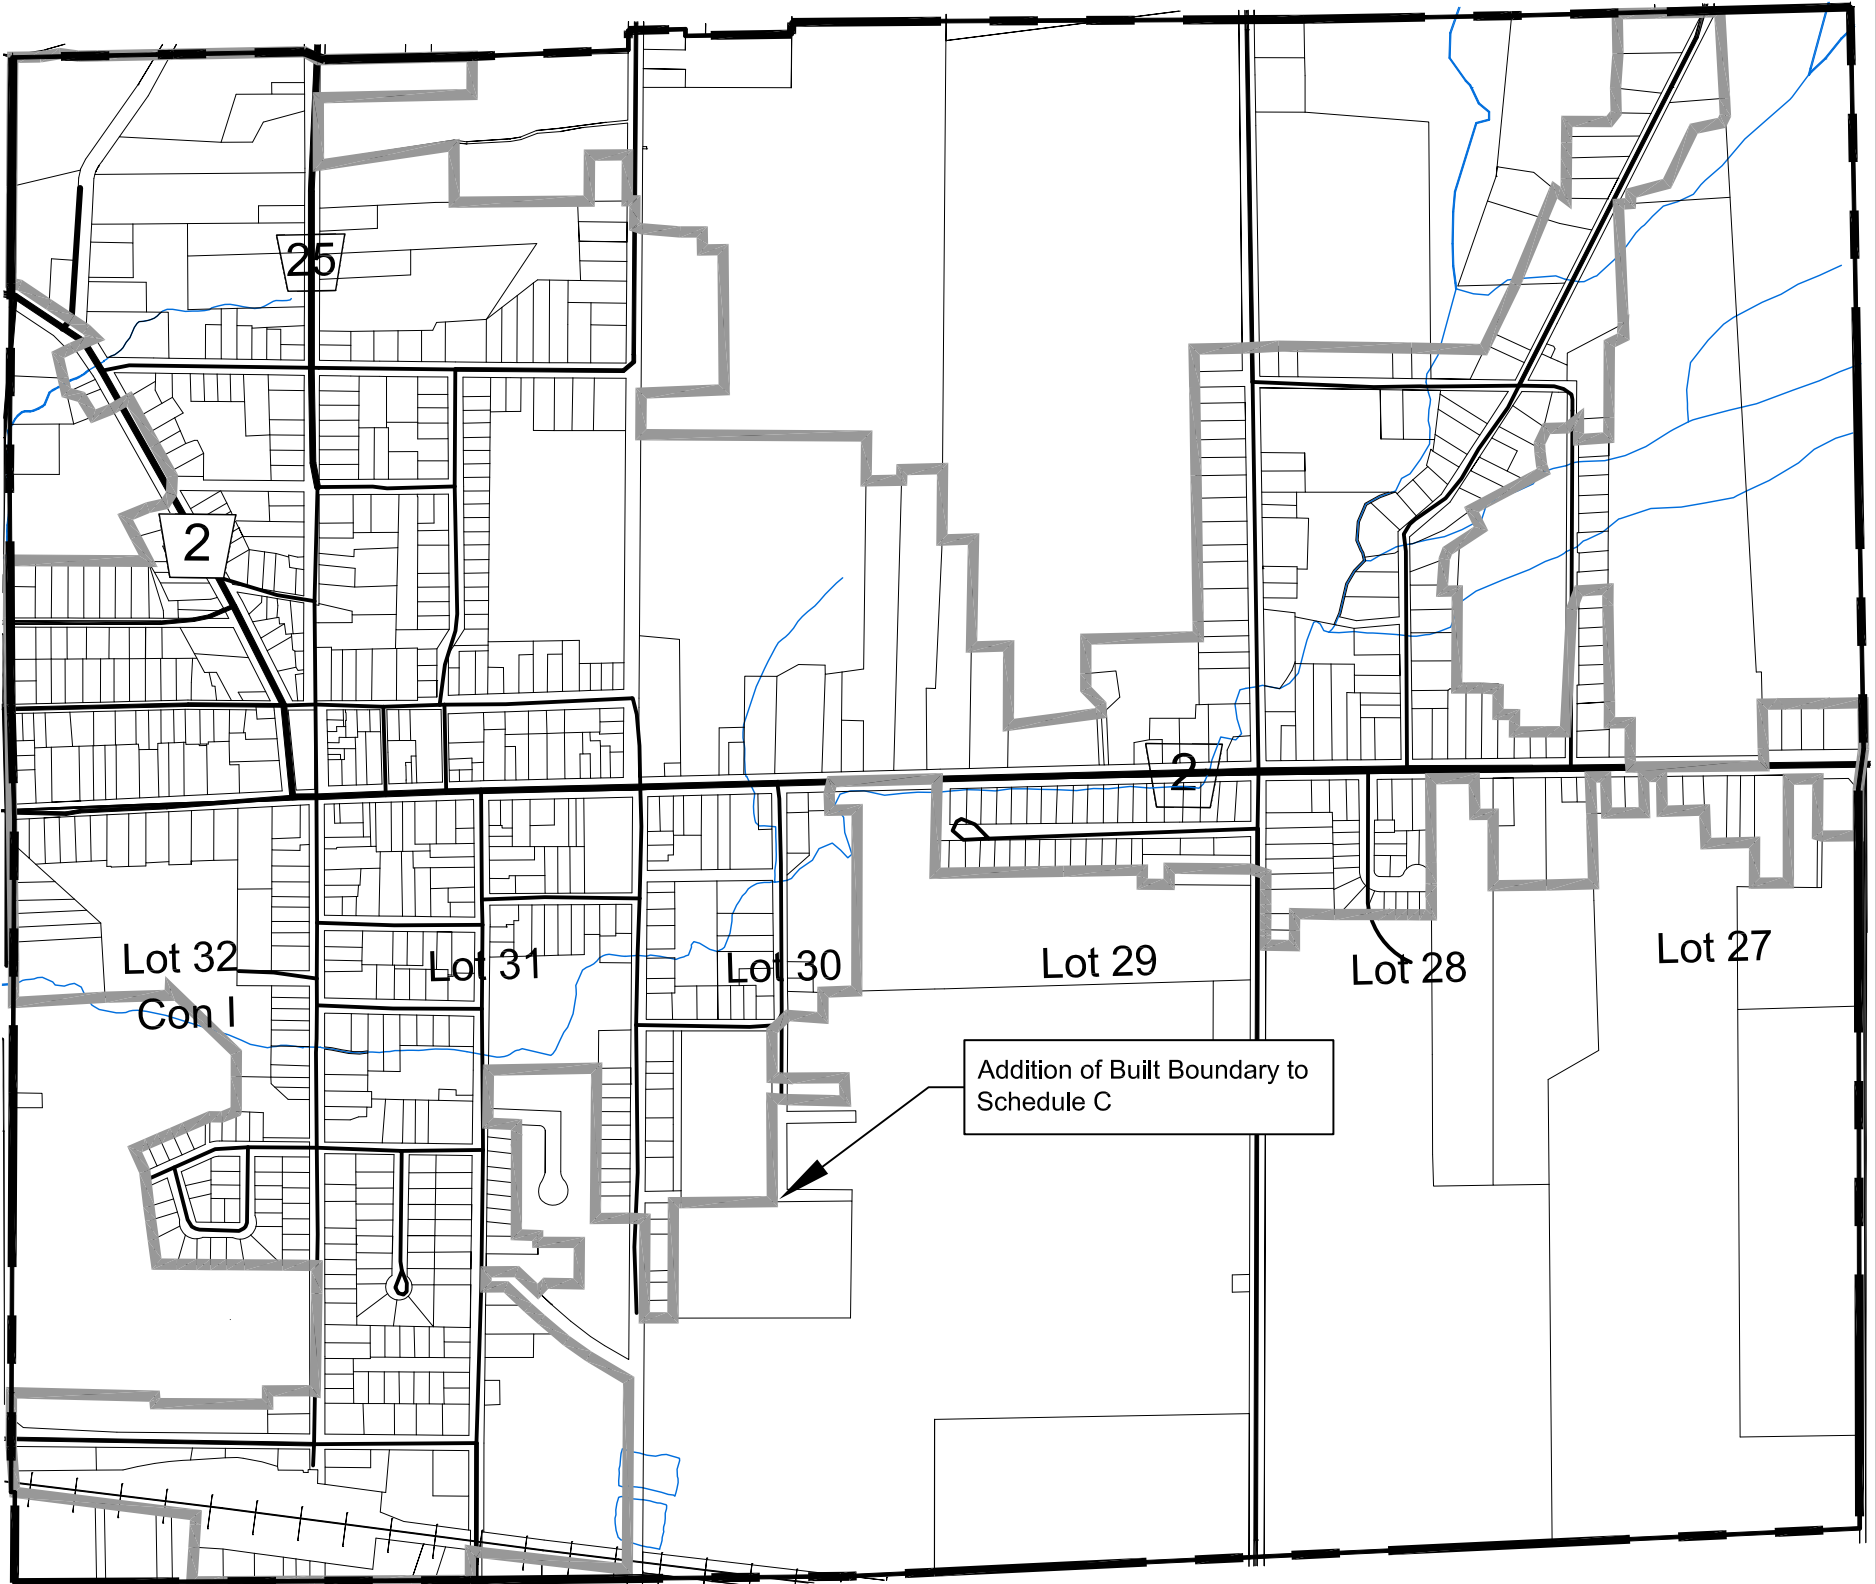 25
2
2
Lot 32
Con I
Lot 31
Lot 30
Lot 29
Lot 28
Lot 27
Addition of Built Boundary to
Schedule C